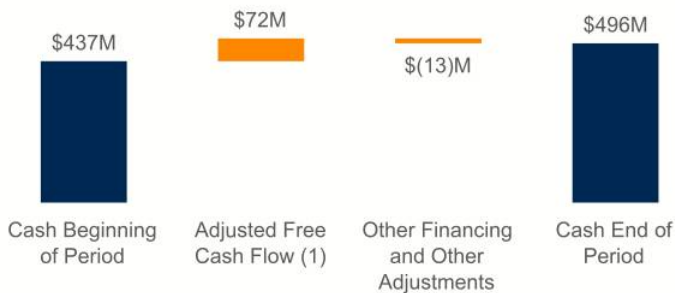 $437M
$72M
$(13)M
$496M
Cash Beginning
of Period
Adjusted Free
Cash Flow (1)
Other Financing
and Other
Adjustments
Cash End of
Period